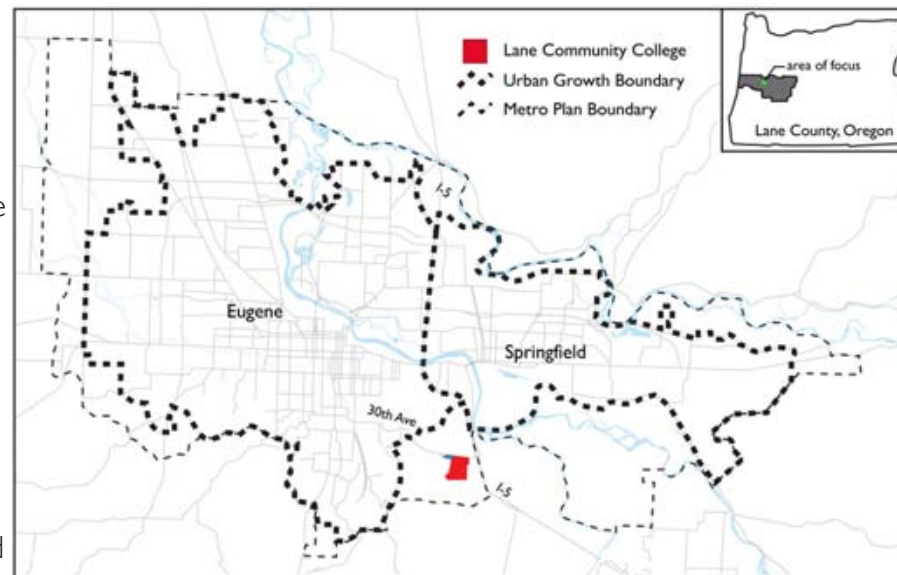 Lane Community College
Urban Growth Boundary
Metro Plan Boundary
area of focus
Lane County, Oregon
I-5
Eugene
Springfield
30th Ave
I-5
e
d